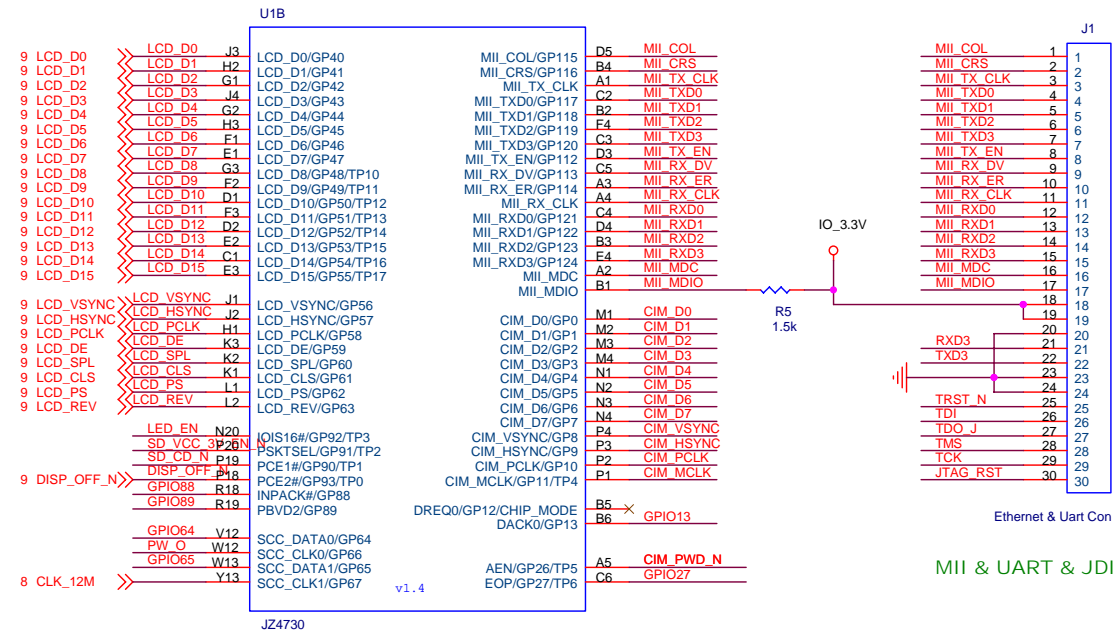 U1B
J1
9 LCD_D0 LCD_D0 J3 LCD_D0/GP40 MII_COL/GP115 D5 MII_COL MII_COL 1 1
9 LCD_D1 LCD_D1 H2 LCD_D1/GP41 MII_CRS/GP116 B4 MII_CRS MII_CRS 2 2
9 LCD_D2 LCD_D2 G1 LCD_D2/GP42 MII_TX_CLK A1 MII_TX_CLK MII_TX_CLK 3 3
9 LCD_D3 LCD_D3 J4 LCD_D3/GP43 MII_TXD0/GP117 C2 MII_TXD0 MII_TXD0 4 4
9 LCD_D4 LCD_D4 G2 LCD_D4/GP44 MII_TXD1/GP118 B2 MII_TXD1 MII_TXD1 5 5
9 LCD_D5 LCD_D5 H3 LCD_D5/GP45 MII_TXD2/GP119 F4 MII_TXD2 MII_TXD2 6 6
9 LCD_D6 LCD_D6 F1 LCD_D6/GP46 MII_TXD3/GP120 C3 MII_TXD3 MII_TXD3 7 7
9 LCD_D7 LCD_D7 E1 LCD_D7/GP47 MII_TX_EN/GP112 D3 MII_TX_EN MII_TX_EN 8 8
9 LCD_D8 LCD_D8 G3 LCD_D8/GP48/TP10 MII_RX_DV/GP113 C5 MII_RX_DV MII_RX_DV 9 9
9 LCD_D9 LCD_D9 F2 LCD_D9/GP49/TP11 MII_RX_ER/GP114 A3 MII_RX_ER MII_RX_ER 10 10
9 LCD_D10 LCD_D10 D1 LCD_D10/GP50/TP12 MII_RX_CLK A4 MII_RX_CLK MII_RX_CLK 11 11
9 LCD_D11 LCD_D11 F3 LCD_D11/GP51/TP13 MII_RXD0/GP121 C4 MII_RXD0 MII_RXD0 12 12
9 LCD_D12 LCD_D12 D2 LCD_D12/GP52/TP14 MII_RXD1/GP122 D4 MII_RXD1 MII_RXD1 13 13
9 LCD_D13 LCD_D13 E2 LCD_D13/GP53/TP15 MII_RXD2/GP123 B3 MII_RXD2 IO_3.3V MII_RXD2 14 14
9 LCD_D14 LCD_D14 C1 LCD_D14/GP54/TP16 MII_RXD3/GP124 E4 MII_RXD3 MII_RXD3 15 15
9 LCD_D15 LCD_D15 E3 LCD_D15/GP55/TP17 MII_MDC A2 MII_MDC MII_MDC 16 16
MII_MDIO B1 MII_MDIO MII_MDIO 17 17
9 LCD_VSYNC LCD_VSYNC J1 LCD_VSYNC/GP56 18 18
9 LCD_HSYNC LCD_HSYNC J2 LCD_HSYNC/GP57 CIM_D0/GP0 M1 CIM_D0 R5 19 19
9 LCD_PCLK LCD_PCLK H1 LCD_PCLK/GP58 CIM_D1/GP1 M2 CIM_D1 1.5k 20 20
9 LCD_DE LCD_DE K3 LCD_DE/GP59 CIM_D2/GP2 M3 CIM_D2 RXD3 21 21
9 LCD_SPL LCD_SPL K2 LCD_SPL/GP60 CIM_D3/GP3 M4 CIM_D3 TXD3 22 22
9 LCD_CLS LCD_CLS K1 LCD_CLS/GP61 CIM_D4/GP4 N1 CIM_D4 23 23
9 LCD_PS LCD_PS L1 LCD_PS/GP62 CIM_D5/GP5 N2 CIM_D5 24 24
9 LCD_REV LCD_REV L2 LCD_REV/GP63 CIM_D6/GP6 N3 CIM_D6 TRST_N 25 25
CIM_D7/GP7 N4 CIM_D7 TDI 26 26
LED_EN N20 IOIS16#/GP92/TP3 CIM_VSYNC/GP8 P4 CIM_VSYNC TDO_J 27 27
SD_VCC_3V_EN_N P20 PSKTSEL/GP91/TP2 CIM_HSYNC/GP9 P3 CIM_HSYNC TMS 28 28
SD_CD_N P19 PCE1#/GP90/TP1 CIM_PCLK/GP10 P2 CIM_PCLK TCK 29 29
9 DISP_OFF_N DISP_OFF_N P18 PCE2#/GP93/TP0 CIM_MCLK/GP11/TP4 P1 CIM_MCLK JTAG_RST 30 30
GPIO88 R18 INPACK#/GP88
GPIO89 R19 PBVD2/GP89 DREQ0/GP12/CHIP_MODE B5
DACK0/GP13 B6 GPIO13 Ethernet & Uart Con
GPIO64 V12 SCC_DATA0/GP64
PW_O W12 SCC_CLK0/GP66
GPIO65 W13 SCC_DATA1/GP65 AEN/GP26/TP5 A5 CIM_PWD_N MII & UART & JDI
8 CLK_12M Y13 SCC_CLK1/GP67 EOP/GP27/TP6 C6 GPIO27
v1.4
JZ4730